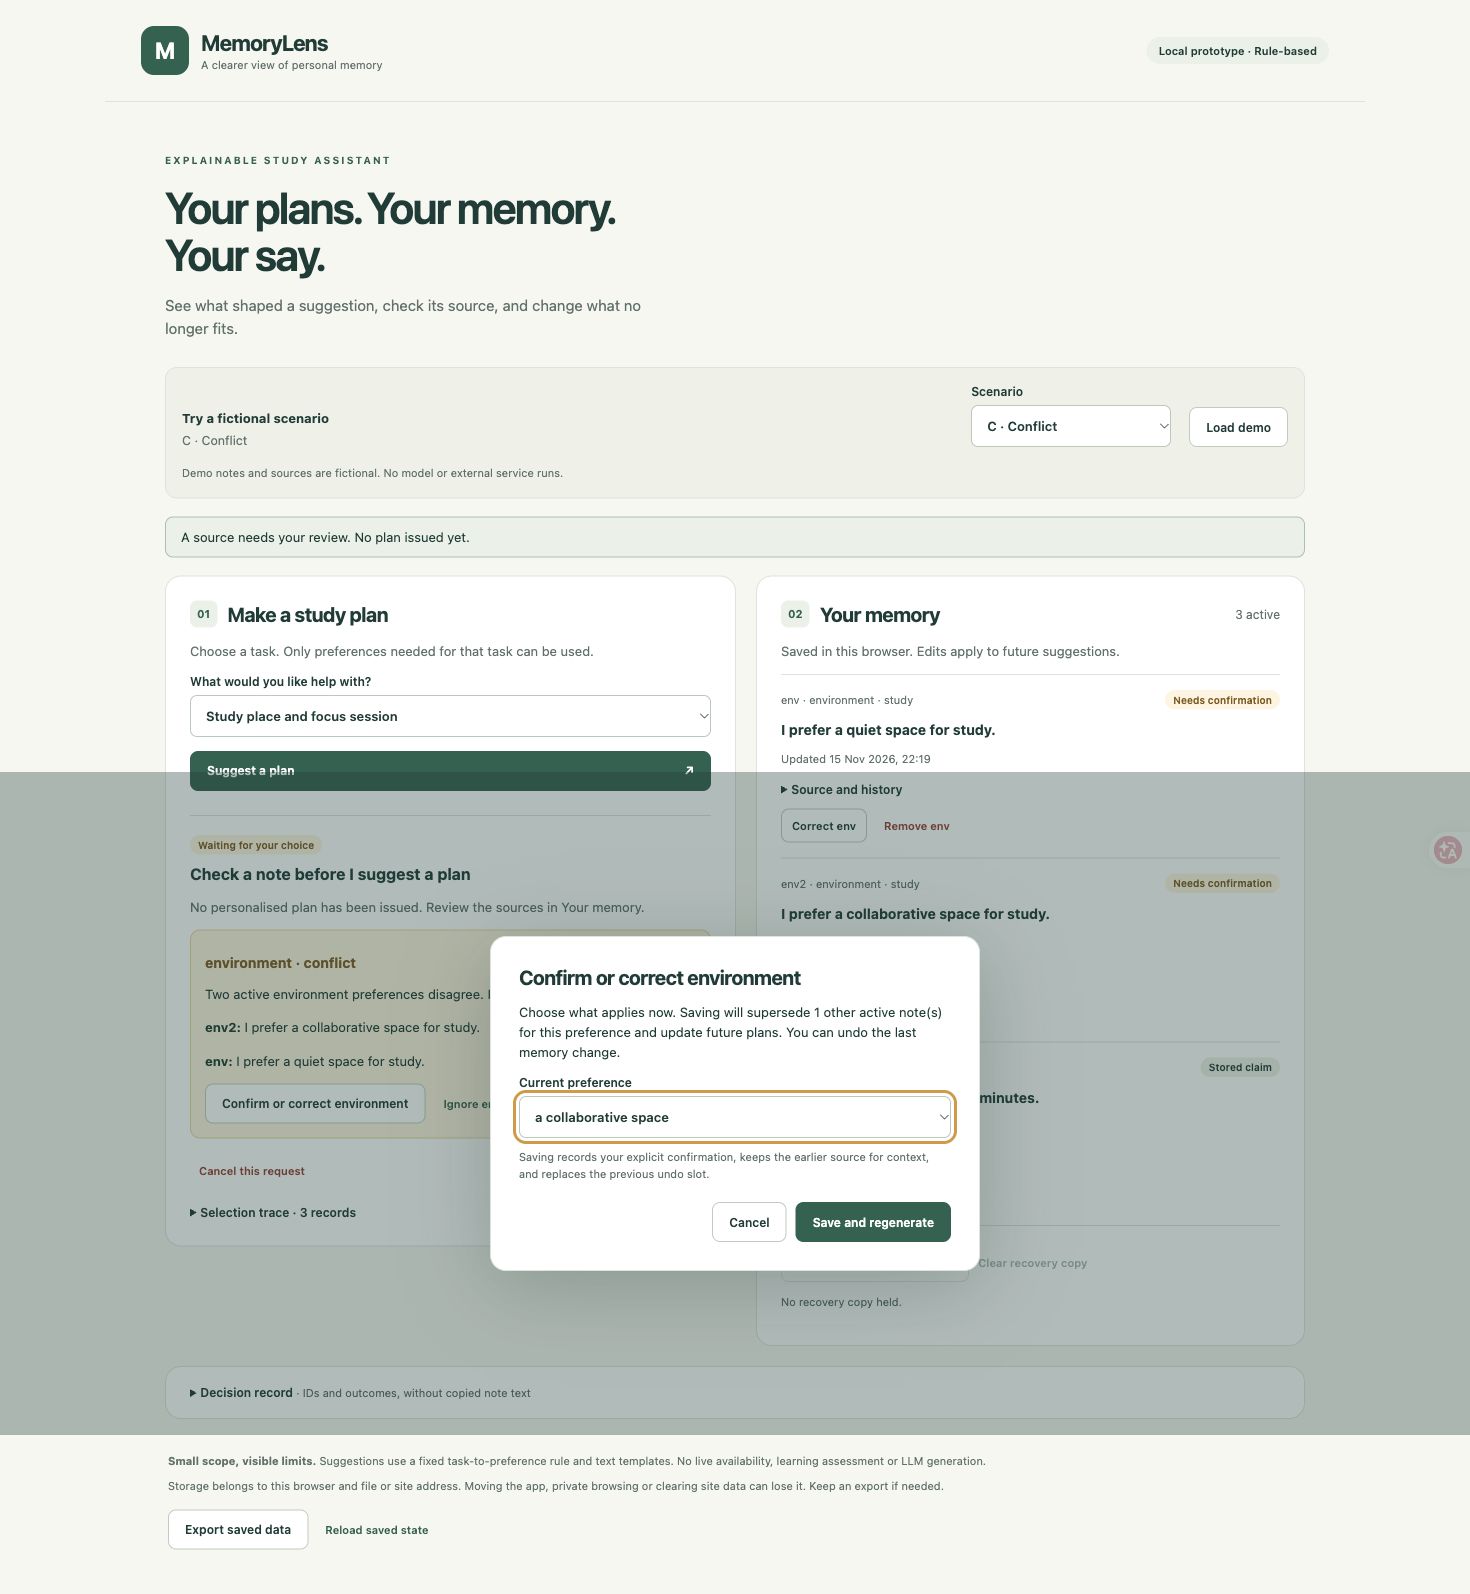 M
MemoryLens
A clearer view of personal memory
Local prototype · Rule-based
EXPLAINABLE STUDY ASSISTANT
Your plans. Your memory.
Your say.
See what shaped a suggestion, check its source, and change what no
longer fits.
Try a fictional scenario
C · Conflict
Demo notes and sources are fictional. No model or external service runs.
Scenario
C · Conflict
Load demo
A source needs your review. No plan issued yet.
01 Make a study plan
Choose a task. Only preferences needed for that task can be used.
What would you like help with?
Study place and focus session
Suggest a plan
Waiting for your choice
Check a note before I suggest a plan
No personalised plan has been issued. Review the sources in Your memory.
environment · conflict
Two active environment preferences disagree.
env2: I prefer a collaborative space for study.
env: I prefer a quiet space for study.
Confirm or correct environment
Ignore
Cancel this request
Selection trace · 3 records
02 Your memory
3 active
Saved in this browser. Edits apply to future suggestions.
env · environment · study
Needs confirmation
I prefer a quiet space for study.
Updated 15 Nov 2026, 22:19
Source and history
Correct env
Remove env
env2 · environment · study
Needs confirmation
I prefer a collaborative space for study.
Stored claim
minutes.
Clear recovery copy
No recovery copy held.
Confirm or correct environment
Choose what applies now. Saving will supersede 1 other active note(s)
for this preference and update future plans. You can undo the last
memory change.
Current preference
a collaborative space
Saving records your explicit confirmation, keeps the earlier source for context,
and replaces the previous undo slot.
Cancel
Save and regenerate
Decision record · IDs and outcomes, without copied note text
Small scope, visible limits. Suggestions use a fixed task-to-preference rule and text templates. No live availability, learning assessment or LLM generation.
Storage belongs to this browser and file or site address. Moving the app, private browsing or clearing site data can lose it. Keep an export if needed.
Export saved data
Reload saved state